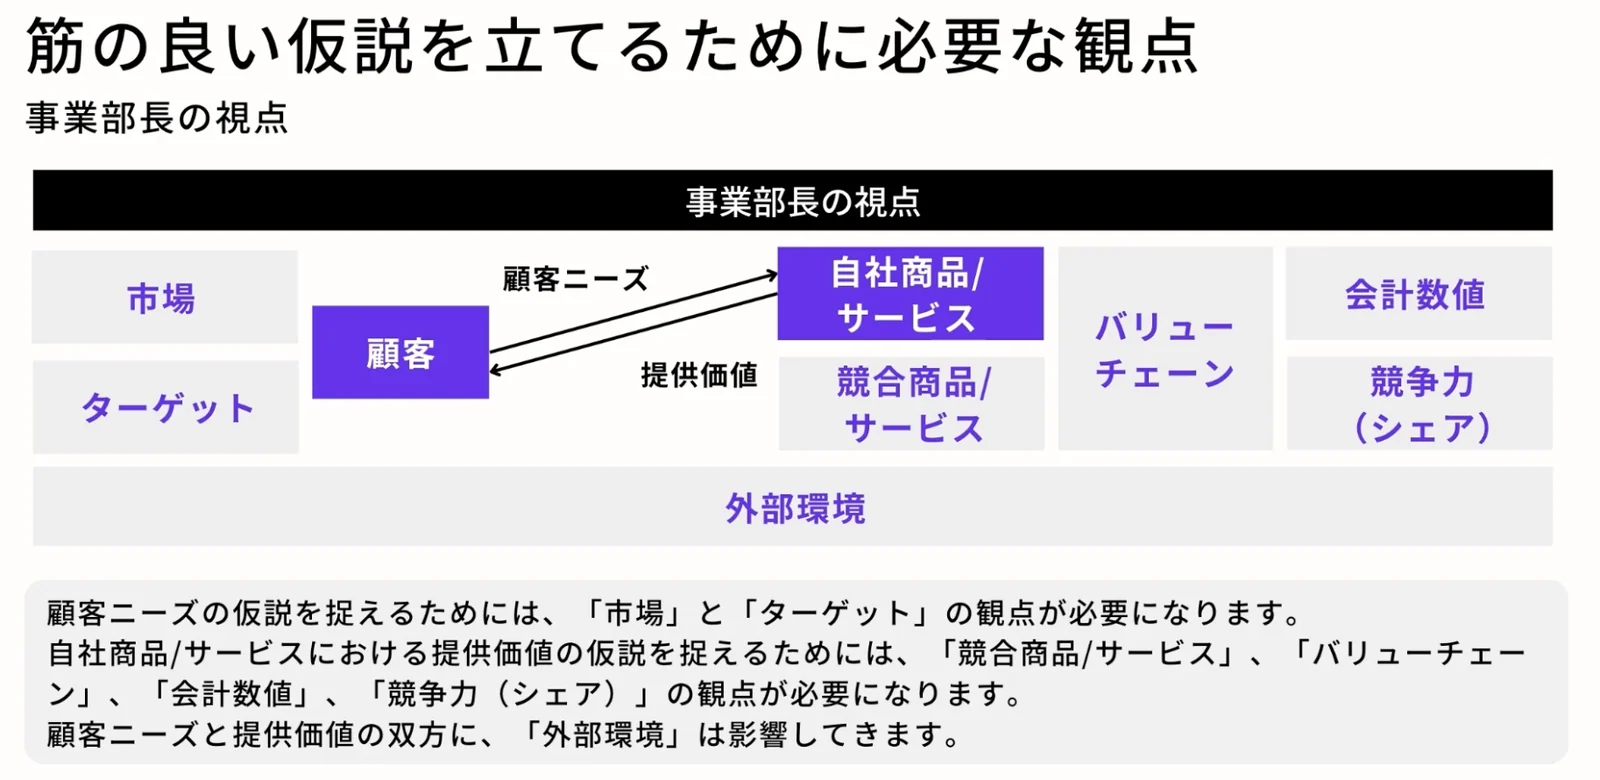 筋の良い仮説を立てるために必要な観点
事業部長の視点
事業部長の視点
市場
ターゲット
顧客
顧客ニーズ
提供価値
自社商品/
サービス
競合商品/
サービス
バリュー
チェーン
会計数値
競争力
（シェア）
外部環境
顧客ニーズの仮説を捉えるためには、「市場」と「ターゲット」の観点が必要になります。
自社商品/サービスにおける提供価値の仮説を捉えるためには、「競合商品/サービス」、「バリューチェー
ン」、「会計数値」、「競争力（シェア）」の観点が必要になります。
顧客ニーズと提供価値の双方に、「外部環境」は影響してきます。